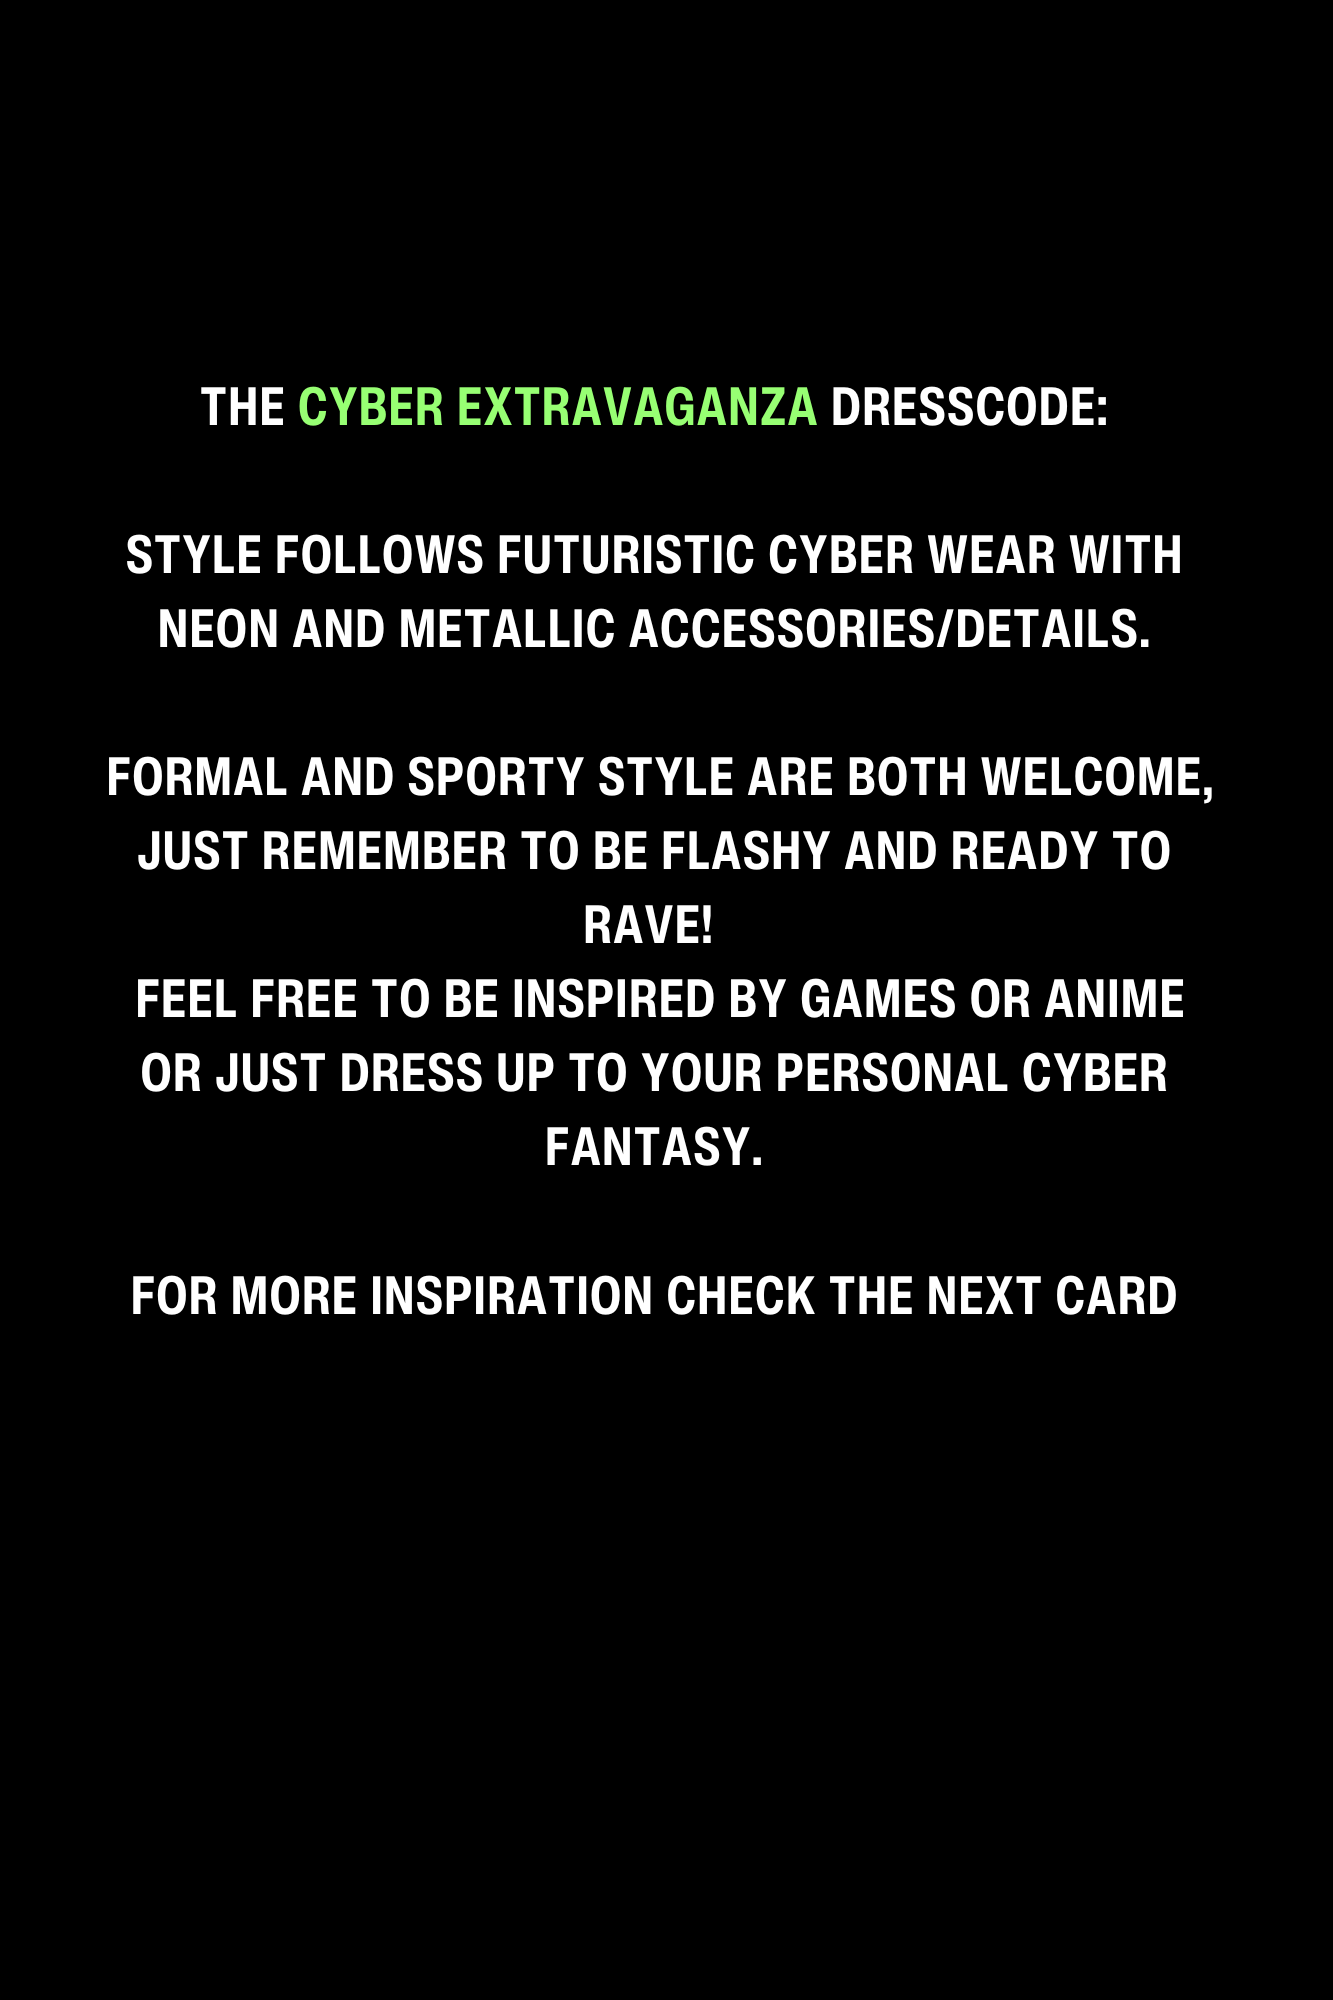 THE CYBER EXTRAVAGANZA DRESSCODE:
STYLE FOLLOWS FUTURISTIC CYBER WEAR WITH
NEON AND METALLIC ACCESSORIES/DETAILS.
FORMAL AND SPORTY STYLE ARE BOTH WELCOME,
JUST REMEMBER TO BE FLASHY AND READY TO
RAVE!
FEEL FREE TO BE INSPIRED BY GAMES OR ANIME
OR JUST DRESS UP TO YOUR PERSONAL CYBER
FANTASY.
FOR MORE INSPIRATION CHECK THE NEXT CARD